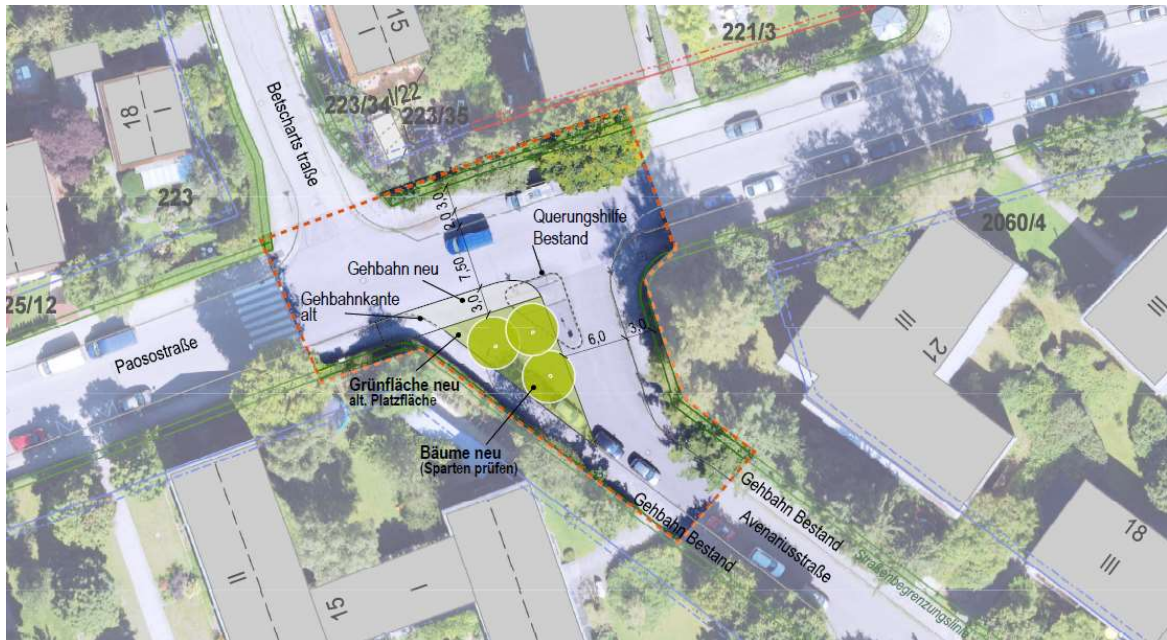 15
I
221/3
223/34
I/22
223/35
18
I
Betscharts traße
223
2,0
3,0
Querungshilfe
Bestand
2060/4
7,50
Gehbahn neu
Gehbahnkante
alt
3,0
25/12
6,0
3,0
III
21
Paosostraße
Grünfläche neu
alt. Platzfläche
Bäume neu
(Sparten prüfen)
Gehbahn Bestand
Gehbahn Bestand
Avenariusstraße
Straßenbegrenzungslinie
18
III
II
15
I